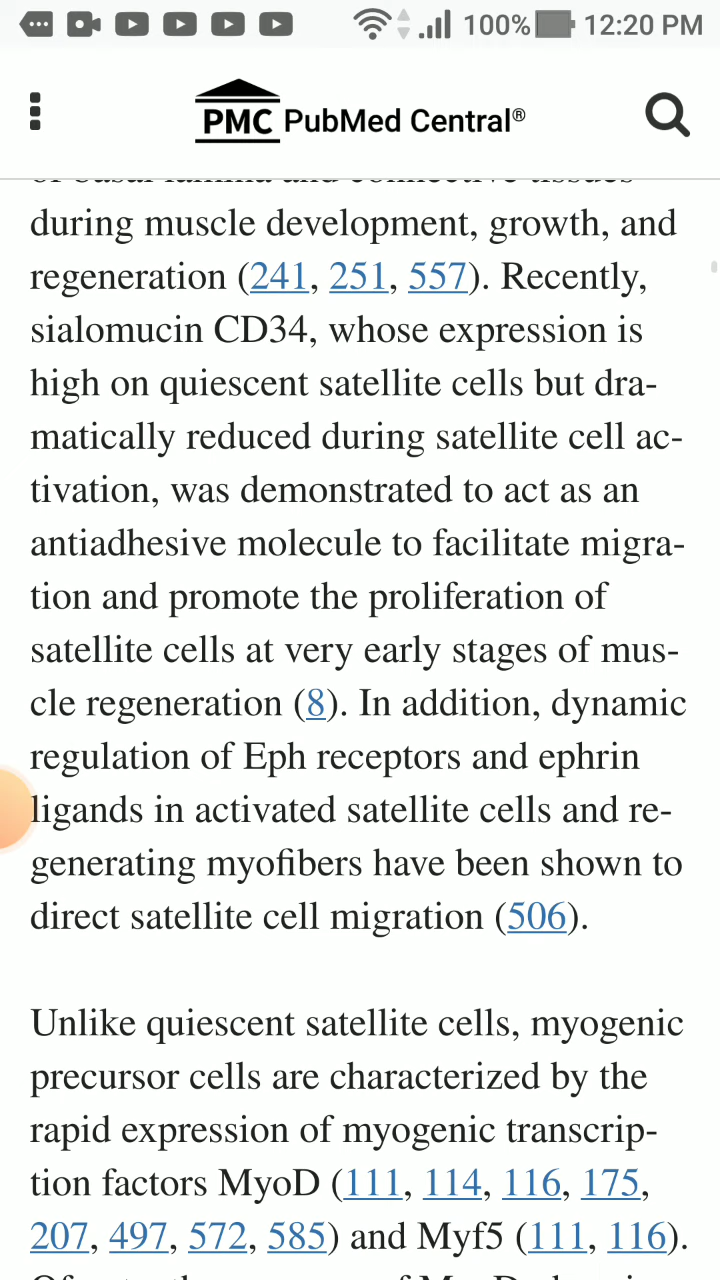 100% 12:20 PM
PMC PubMed Central®
of basal lamina and connective tissues
during muscle development, growth, and
regeneration (241, 251, 557). Recently,
sialomucin CD34, whose expression is
high on quiescent satellite cells but dra-
matically reduced during satellite cell ac-
tivation, was demonstrated to act as an
antiadhesive molecule to facilitate migra-
tion and promote the proliferation of
satellite cells at very early stages of mus-
cle regeneration (8). In addition, dynamic
regulation of Eph receptors and ephrin
ligands in activated satellite cells and re-
generating myofibers have been shown to
direct satellite cell migration (506).
Unlike quiescent satellite cells, myogenic
precursor cells are characterized by the
rapid expression of myogenic transcrip-
tion factors MyoD (111, 114, 116, 175,
207, 497, 572, 585) and Myf5 (111, 116).